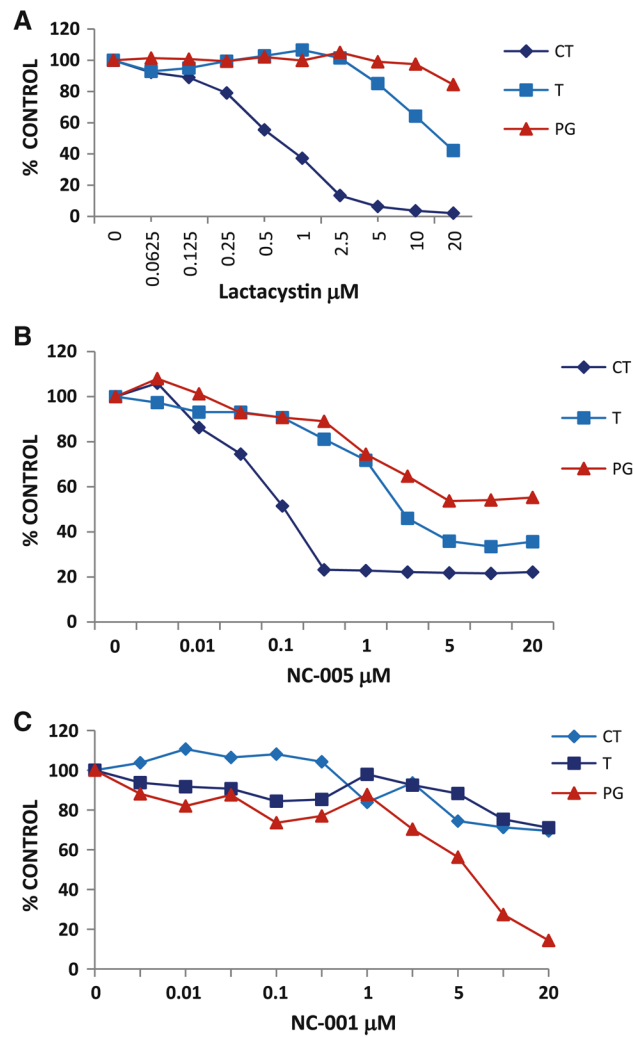 A
120
100
80
60
40
20
0
% CONTROL
0 0.0625 0.125 0.25 0.5 1 2.5 5 10 20
Lactacystin µM
CT
T
PG
B
120
100
80
60
40
20
0
% CONTROL
0 0.01 0.1 1 5 20
NC-005 µM
CT
T
PG
C
120
100
80
60
40
20
0
% CONTROL
0 0.01 0.1 1 5 20
NC-001 µM
CT
T
PG